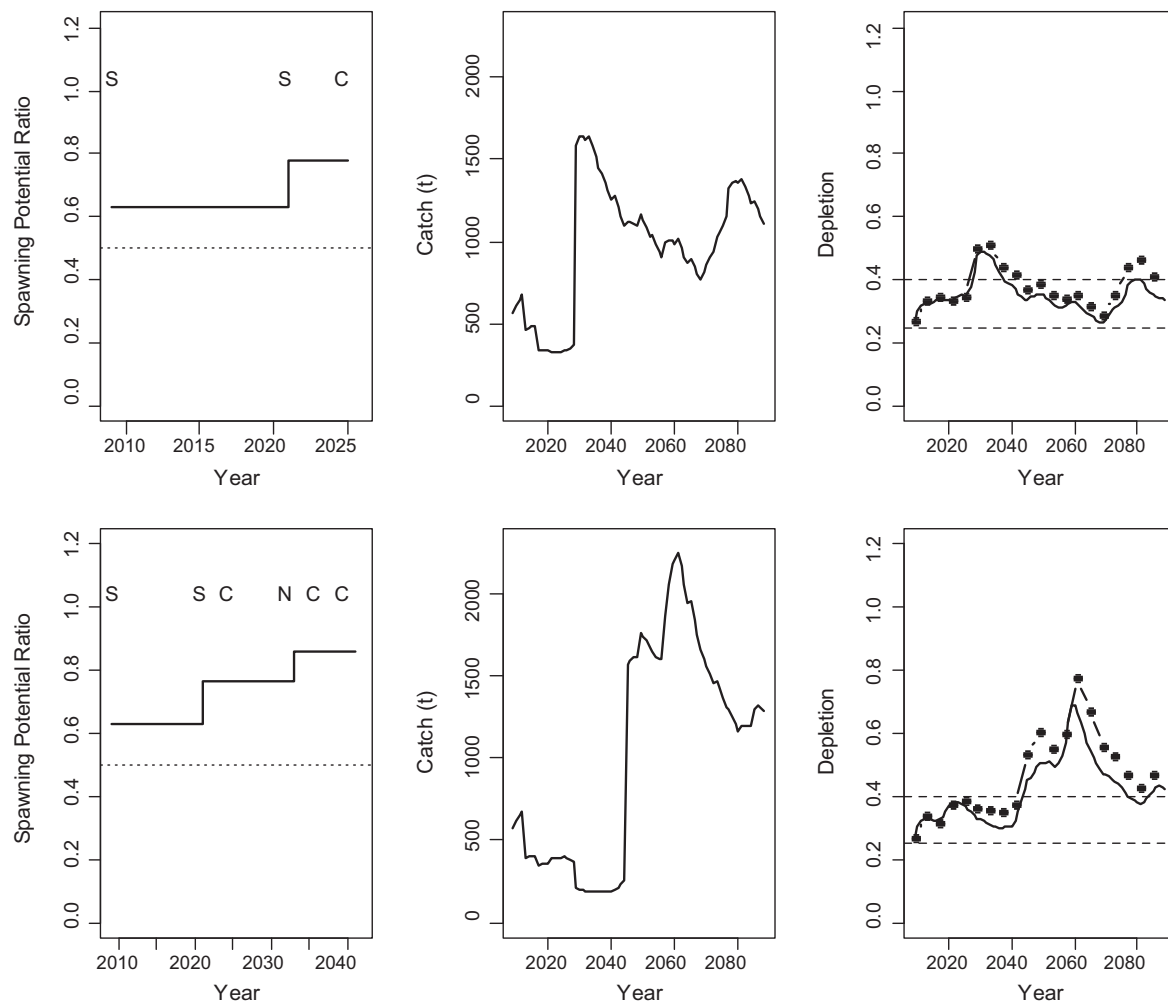 Spawning Potential Ratio
0.0 0.2 0.4 0.6 0.8 1.0 1.2
S S C
2010 2015 2020 2025
Year
Catch (t)
0 500 1000 1500 2000
2020 2040 2060 2080
Year
Depletion
0.0 0.2 0.4 0.6 0.8 1.0 1.2
2020 2040 2060 2080
Year
Spawning Potential Ratio
0.0 0.2 0.4 0.6 0.8 1.0 1.2
S S C N C C
2010 2020 2030 2040
Year
Catch (t)
0 500 1000 1500 2000
2020 2040 2060 2080
Year
Depletion
0.0 0.2 0.4 0.6 0.8 1.0 1.2
2020 2040 2060 2080
Year